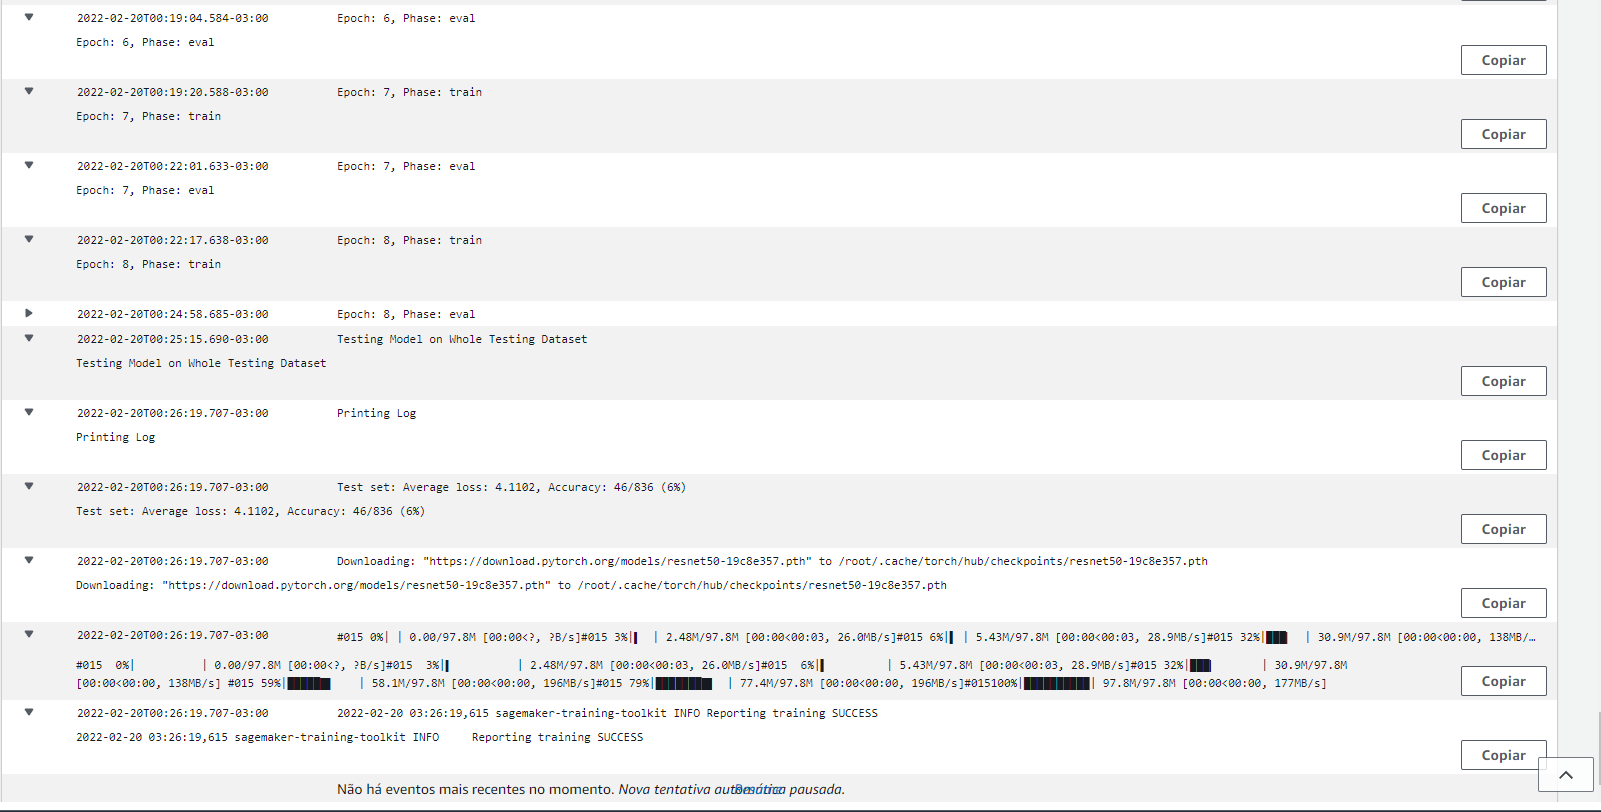 2022-02-20T00:19:04.584-03:00 Epoch: 6, Phase: eval
Epoch: 6, Phase: eval
Copiar
2022-02-20T00:19:20.588-03:00 Epoch: 7, Phase: train
Epoch: 7, Phase: train
Copiar
2022-02-20T00:22:01.633-03:00 Epoch: 7, Phase: eval
Epoch: 7, Phase: eval
Copiar
2022-02-20T00:22:17.638-03:00 Epoch: 8, Phase: train
Epoch: 8, Phase: train
Copiar
2022-02-20T00:24:58.685-03:00 Epoch: 8, Phase: eval
2022-02-20T00:25:15.690-03:00 Testing Model on Whole Testing Dataset
Testing Model on Whole Testing Dataset
Copiar
2022-02-20T00:26:19.707-03:00 Printing Log
Printing Log
Copiar
2022-02-20T00:26:19.707-03:00 Test set: Average loss: 4.1102, Accuracy: 46/836 (6%)
Test set: Average loss: 4.1102, Accuracy: 46/836 (6%)
Copiar
2022-02-20T00:26:19.707-03:00 Downloading: "https://download.pytorch.org/models/resnet50-19c8e357.pth" to /root/.cache/torch/hub/checkpoints/resnet50-19c8e357.pth
Downloading: "https://download.pytorch.org/models/resnet50-19c8e357.pth" to /root/.cache/torch/hub/checkpoints/resnet50-19c8e357.pth
Copiar
2022-02-20T00:26:19.707-03:00 #015 0%| | 0.00/97.8M [00:00<?, ?B/s]#015 3%|▌ | 2.48M/97.8M [00:00<00:03, 26.0MB/s]#015 6%|▌ | 5.43M/97.8M [00:00<00:03, 28.9MB/s]#015 32%|███ | 30.9M/97.8M [00:00<00:00, 138MB/…
#015 0%| | 0.00/97.8M [00:00<?, ?B/s]#015 3%|▌ | 2.48M/97.8M [00:00<00:03, 26.0MB/s]#015 6%|▌ | 5.43M/97.8M [00:00<00:03, 28.9MB/s]#015 32%|███ | 30.9M/97.8M
[00:00<00:00, 138MB/s] #015 59%|██████ | 58.1M/97.8M [00:00<00:00, 196MB/s]#015 79%|████████ | 77.4M/97.8M [00:00<00:00, 196MB/s]#015100%|██████████| 97.8M/97.8M [00:00<00:00, 177MB/s]
Copiar
2022-02-20T00:26:19.707-03:00 2022-02-20 03:26:19,615 sagemaker-training-toolkit INFO Reporting training SUCCESS
2022-02-20 03:26:19,615 sagemaker-training-toolkit INFO Reporting training SUCCESS
Copiar
Não há eventos mais recentes no momento. Nova tentativa automática pausada.